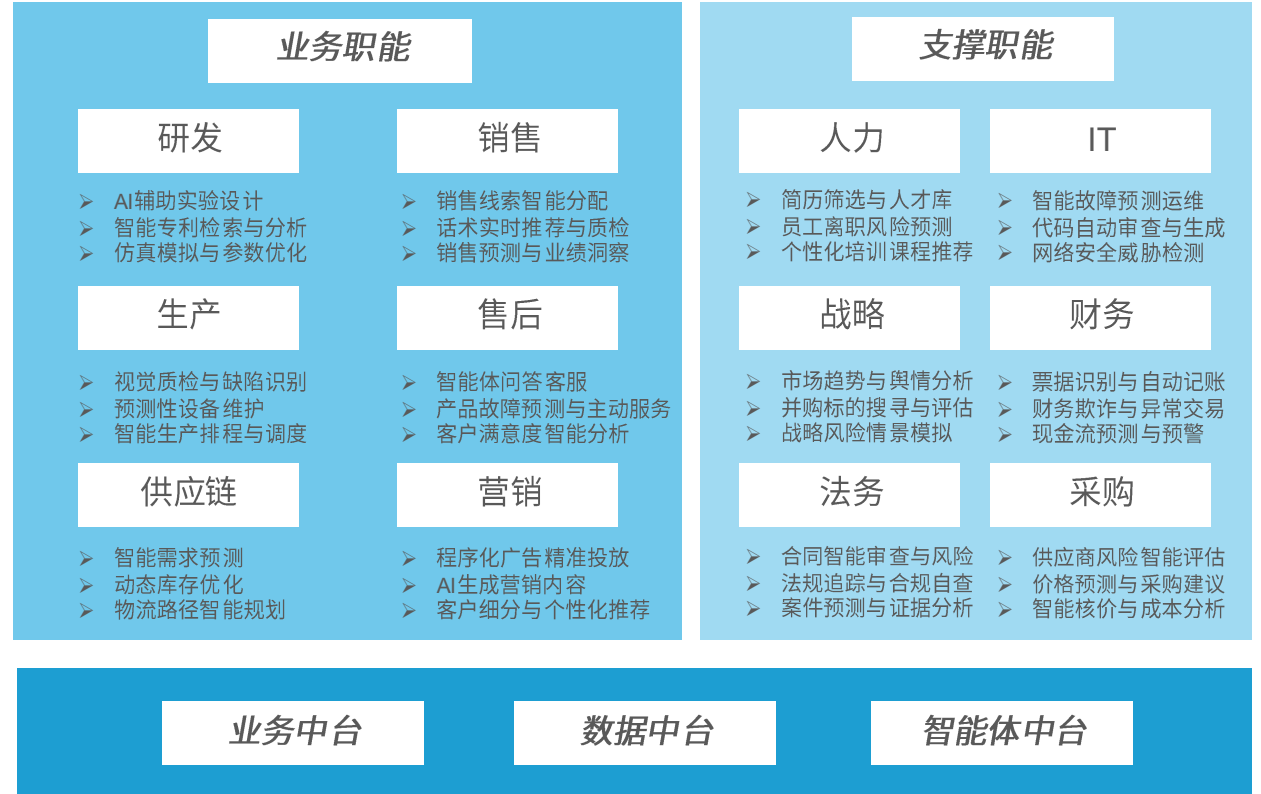 业务职能
研发
AI辅助实验设计
智能专利检索与分析
仿真模拟与参数优化
销售
销售线索智能分配
话术实时推荐与质检
销售预测与业绩洞察
生产
视觉质检与缺陷识别
预测性设备维护
智能生产排程与调度
售后
智能体问答客服
产品故障预测与主动服务
客户满意度智能分析
供应链
智能需求预测
动态库存优化
物流路径智能规划
营销
程序化广告精准投放
AI生成营销内容
客户细分与个性化推荐
支撑职能
人力
简历筛选与人才库
员工离职风险预测
个性化培训课程推荐
IT
智能故障预测运维
代码自动审查与生成
网络安全威胁检测
战略
市场趋势与舆情分析
并购标的搜寻与评估
战略风险情景模拟
财务
票据识别与自动记账
财务欺诈与异常交易
现金流预测与预警
法务
合同智能审查与风险
法规追踪与合规自查
案件预测与证据分析
采购
供应商风险智能评估
价格预测与采购建议
智能核价与成本分析
业务中台
数据中台
智能体中台